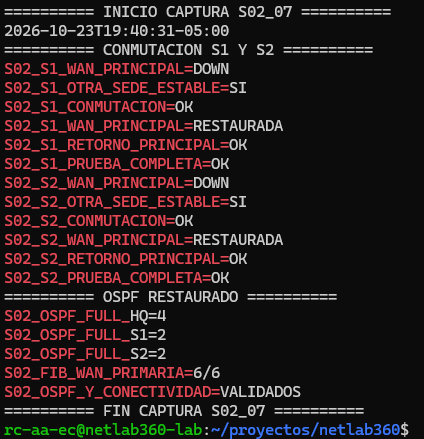 ========== INICIO CAPTURA S02_07 ==========
2026-10-23T19:40:31-05:00
========== CONMUTACION S1 Y S2 ==========
S02_S1_WAN_PRINCIPAL=DOWN
S02_S1_OTRA_SEDE_ESTABLE=SI
S02_S1_CONMUTACION=OK
S02_S1_WAN_PRINCIPAL=RESTAURADA
S02_S1_RETORNO_PRINCIPAL=OK
S02_S1_PRUEBA_COMPLETA=OK
S02_S2_WAN_PRINCIPAL=DOWN
S02_S2_OTRA_SEDE_ESTABLE=SI
S02_S2_CONMUTACION=OK
S02_S2_WAN_PRINCIPAL=RESTAURADA
S02_S2_RETORNO_PRINCIPAL=OK
S02_S2_PRUEBA_COMPLETA=OK
========== OSPF RESTAURADO ==========
S02_OSPF_FULL_HQ=4
S02_OSPF_FULL_S1=2
S02_OSPF_FULL_S2=2
S02_FIB_WAN_PRIMARIA=6/6
S02_OSPF_Y_CONECTIVIDAD=VALIDADOS
========== FIN CAPTURA S02_07 ==========
rc-aa-ec@netlab360-lab:~/proyectos/netlab360$